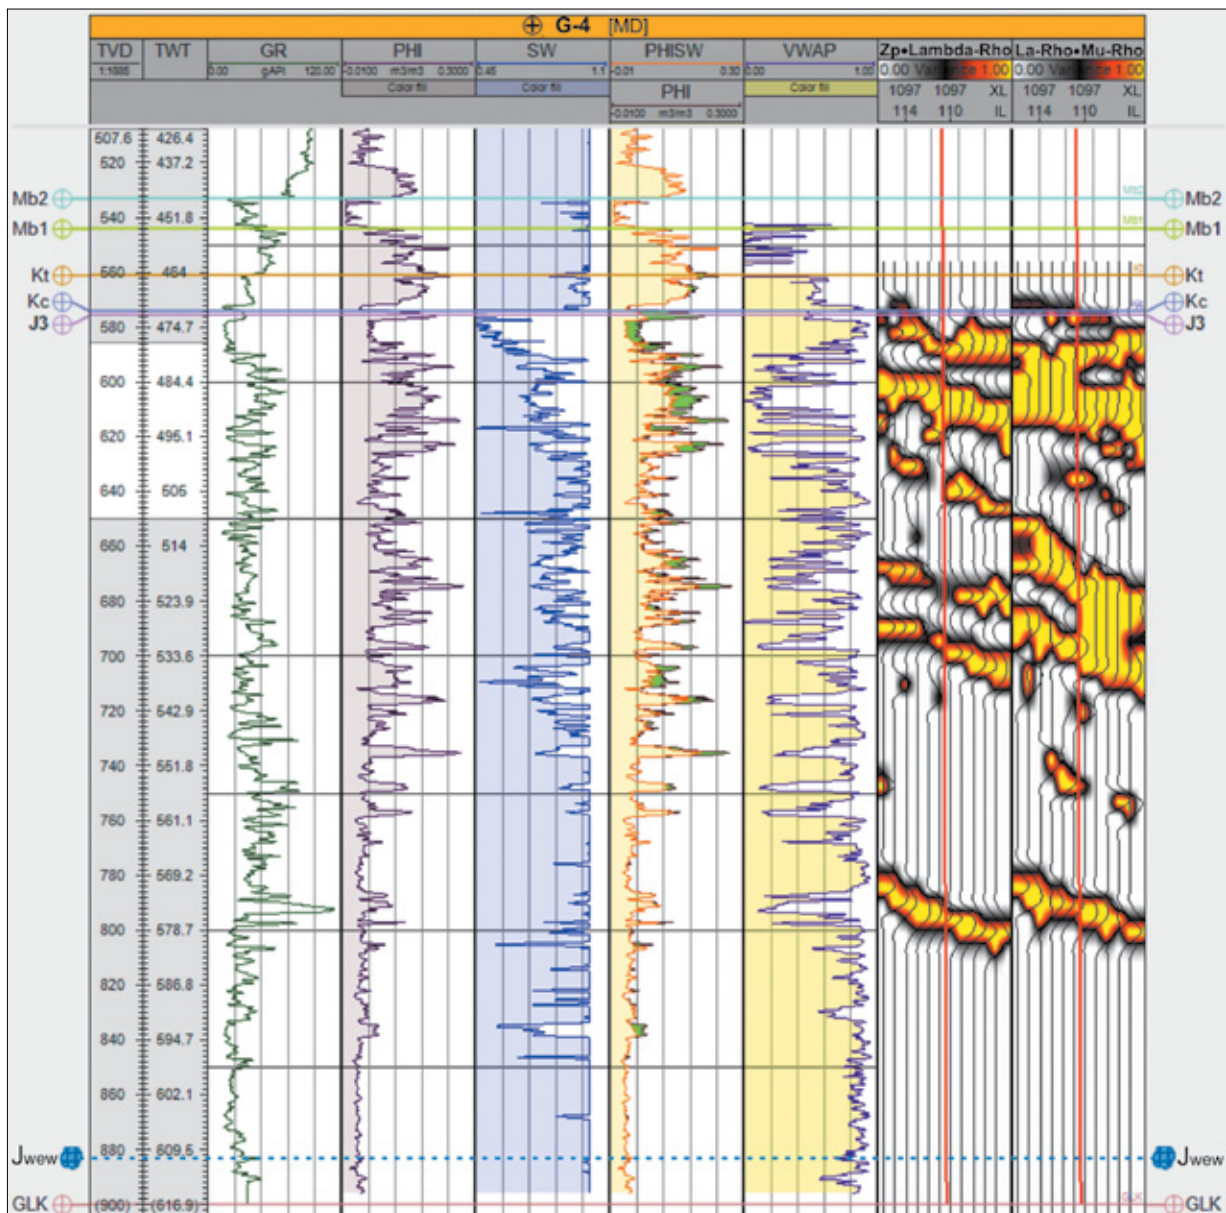 G-4 [MD]
TVD TWT GR PHI SW PHISW VWAP Zp•Lambda-Rho La-Rho•Mu-Rho
1:1885 0.00 gAPI 120.00 -0.0100 m3/m3 0.3000 0.45 1.1 -0.01 0.30 0.00 1.00 0.00 Variance 1.00 0.00 Variance 1.00
Color fill Color fill PHI Color fill 1097 1097 XL 1097 1097 XL
-0.0100 m3/m3 0.3000 114 110 IL 114 110 IL
507.6 426.4
520 437.2
Mb2 Mb2 Mb2
540 451.8
Mb1 Mb1 Mb1
Kt 560 464 Kt
Kc Kc
J3 580 474.7 J3
600 484.4
620 495.1
640 505
660 514
680 523.9
700 533.6
720 542.9
740 551.8
760 561.1
780 569.2
800 578.7
820 586.8
840 594.7
860 602.1
880 609.5
Jwew Jwew
GLK (900) (616.9) GLK GLK